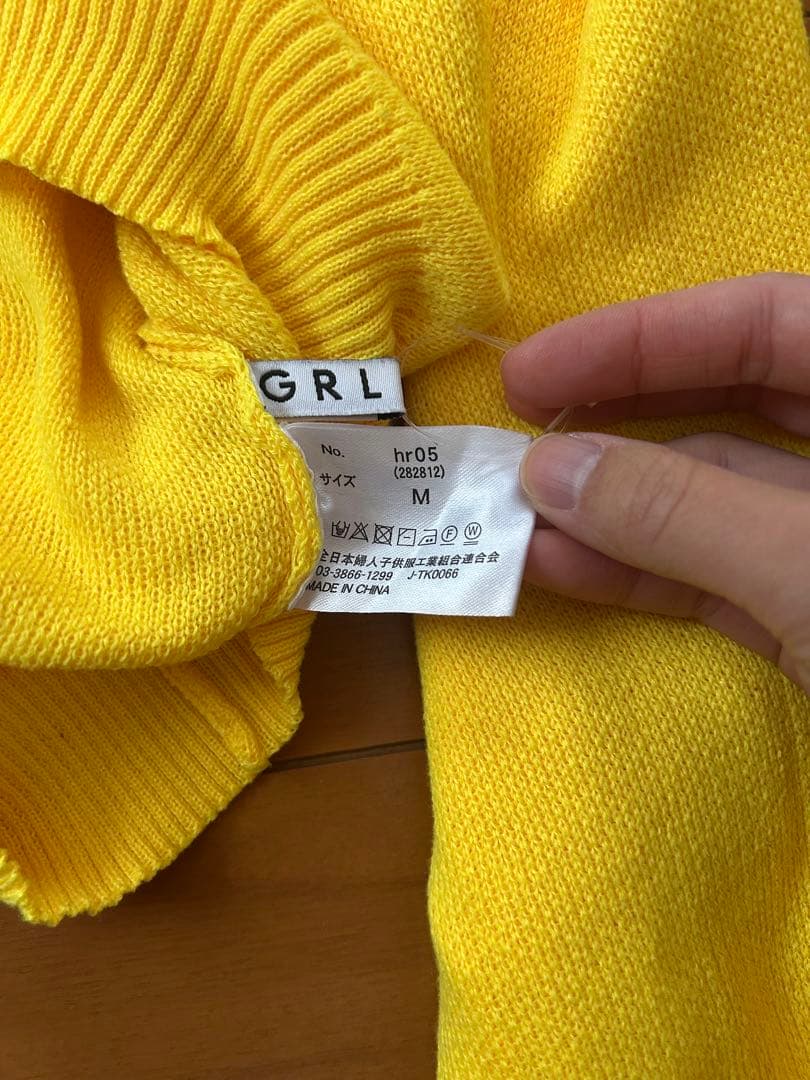 GRL
No. hr05
(282812)
サイズ M
F W
全日本婦人子供服工業組合連合会
03-3866-1299 J-TK0066
MADE IN CHINA